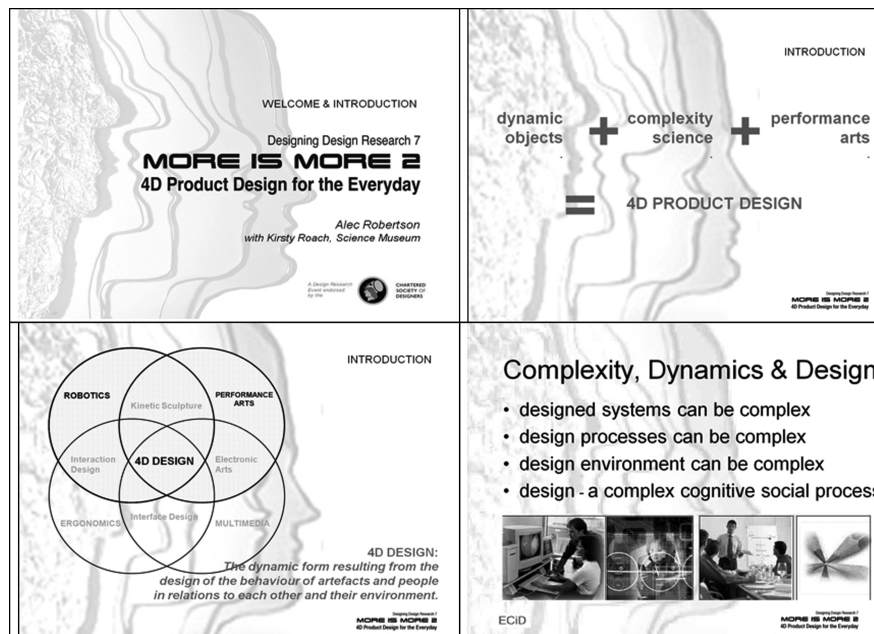 WELCOME & INTRODUCTION
Designing Design Research 7
MORE IS MORE 2
4D Product Design for the Everyday
Alec Robertson
with Kirsty Roach, Science Museum
A Design Research
Event endorsed
by the
CHARTERED
SOCIETY OF
DESIGNERS
INTRODUCTION
dynamic
objects
+
complexity
science
+
performance
arts
=
4D PRODUCT DESIGN
Designing Design Research 7
MORE IS MORE 2
4D Product Design for the Everyday
INTRODUCTION
ROBOTICS
Kinetic Sculpture
PERFORMANCE
ARTS
Interaction
Design
4D DESIGN
Electronic
Arts
ERGONOMICS
Interface Design
MULTIMEDIA
4D DESIGN:
The dynamic form resulting from the
design of the behaviour of artefacts and people
in relations to each other and their environment.
Designing Design Research 7
MORE IS MORE 2
4D Product Design for the Everyday
Complexity, Dynamics & Design
• designed systems can be complex
• design processes can be complex
• design environment can be complex
• design - a complex cognitive social process
ECiD
Designing Design Research 7
MORE IS MORE 2
4D Product Design for the Everyday